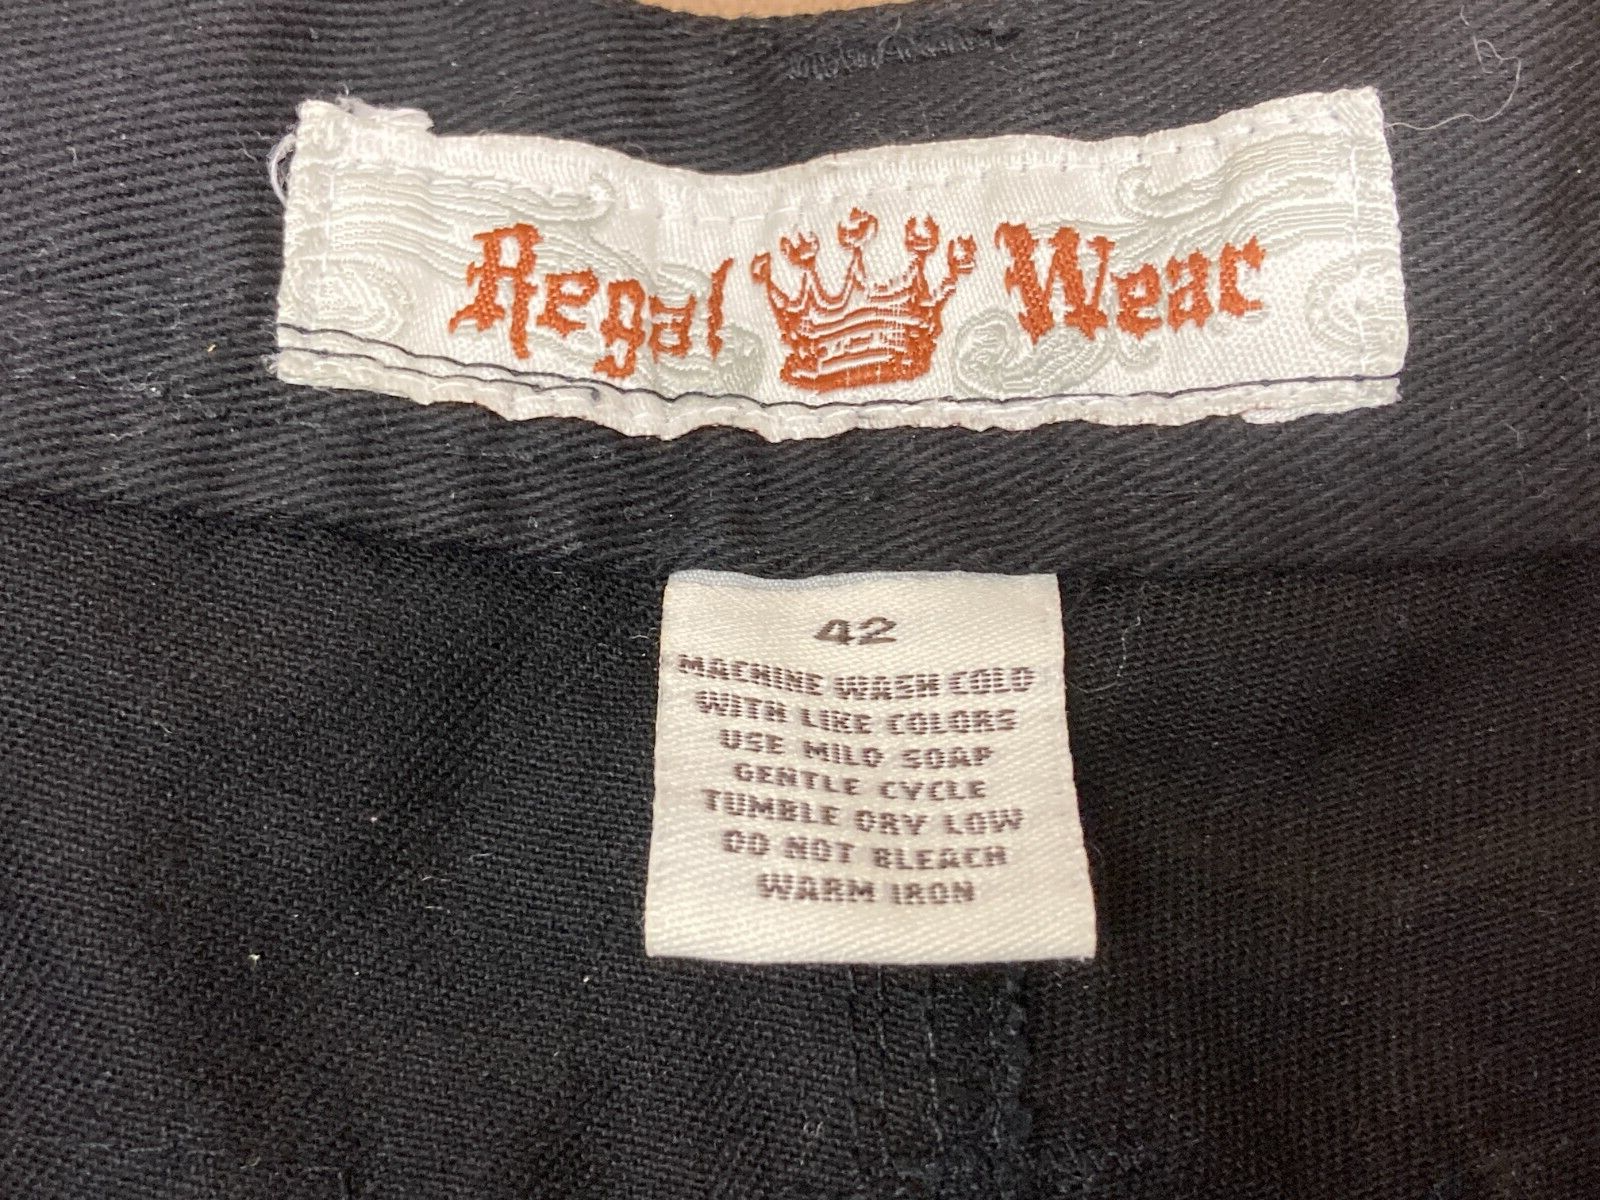 Regal Wear
42
MACHINE WASH COLD
WITH LIKE COLORS
USE MILD SOAP
GENTLE CYCLE
TUMBLE DRY LOW
DO NOT BLEACH
WARM IRON